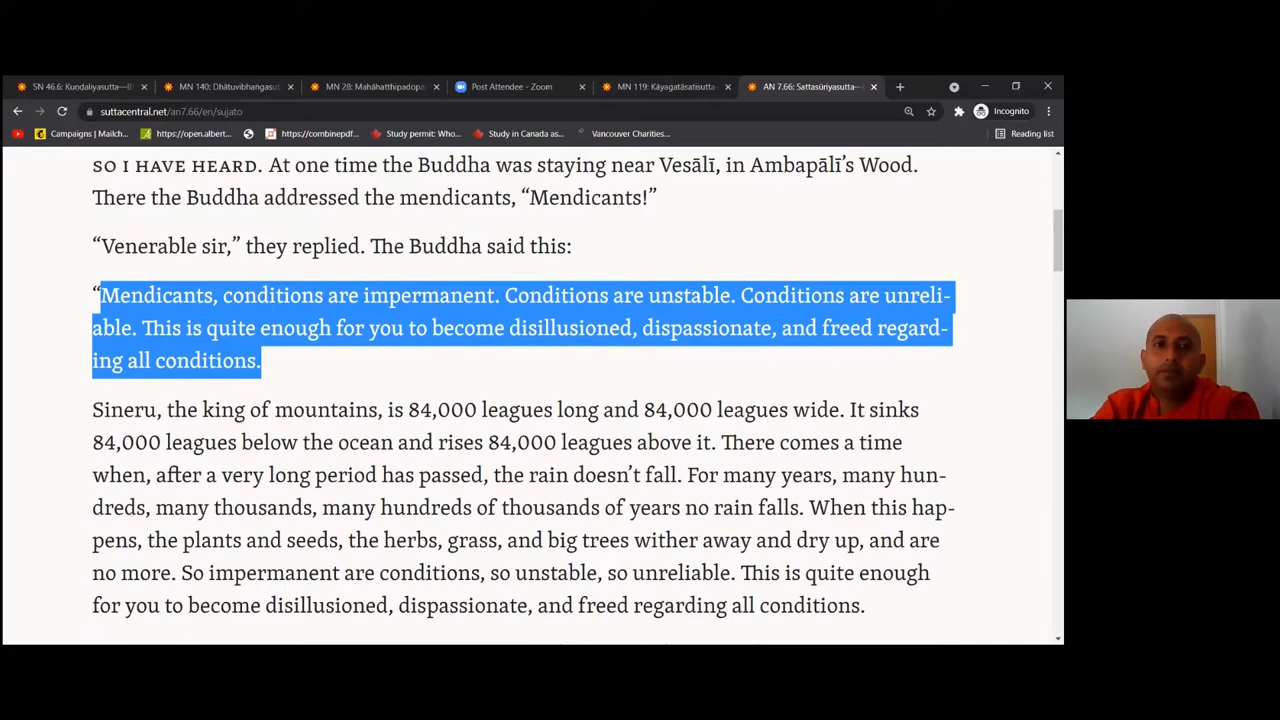 SN 46.6: Kuṇḍaliyasutta—B
MN 140: Dhātuvibhaṅgasut
MN 28: Mahāhatthipadopa
Post Attendee - Zoom
MN 119: Kāyagatāsatisutta
AN 7.66: Sattasūriyasutta—
suttacentral.net/an7.66/en/sujato
Incognito
Campaigns | Mailch...
https://open.albert...
https://combinepdf...
Study permit: Who...
Study in Canada as...
Vancouver Charities...
Reading list
SO I HAVE HEARD. At one time the Buddha was staying near Vesālī, in Ambapālī’s Wood.
There the Buddha addressed the mendicants, “Mendicants!”
“Venerable sir,” they replied. The Buddha said this:
“Mendicants, conditions are impermanent. Conditions are unstable. Conditions are unreli-
able. This is quite enough for you to become disillusioned, dispassionate, and freed regard-
ing all conditions.
Sineru, the king of mountains, is 84,000 leagues long and 84,000 leagues wide. It sinks
84,000 leagues below the ocean and rises 84,000 leagues above it. There comes a time
when, after a very long period has passed, the rain doesn’t fall. For many years, many hun-
dreds, many thousands, many hundreds of thousands of years no rain falls. When this hap-
pens, the plants and seeds, the herbs, grass, and big trees wither away and dry up, and are
no more. So impermanent are conditions, so unstable, so unreliable. This is quite enough
for you to become disillusioned, dispassionate, and freed regarding all conditions.